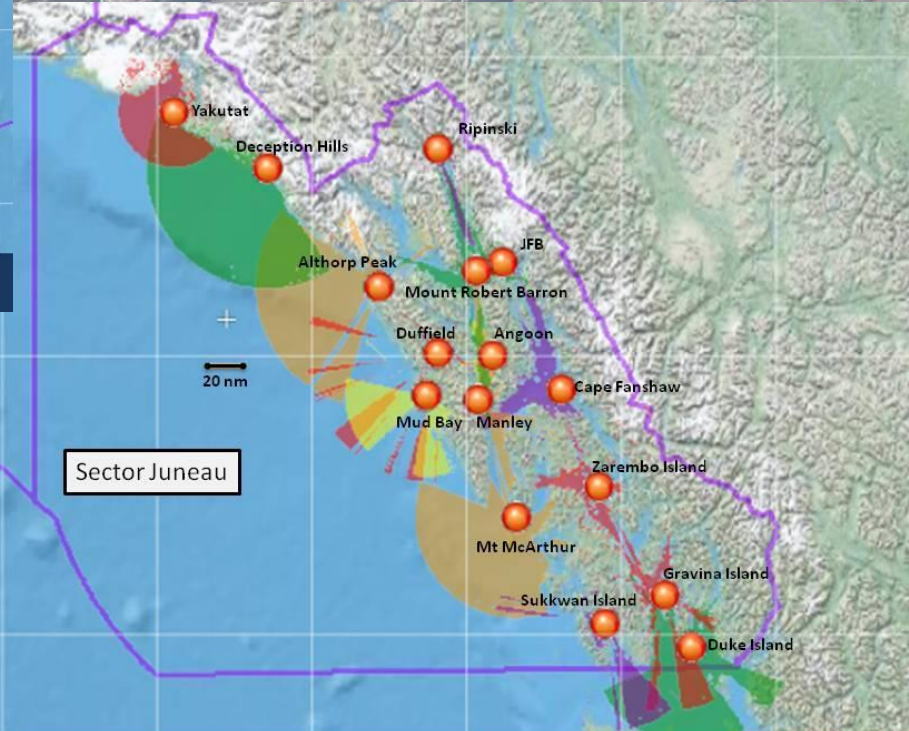 Yakutat
Deception Hills
Ripinski
JFB
Althorp Peak
Mount Robert Barron
Duffield
Angoon
20 nm
Cape Fanshaw
Mud Bay
Manley
Sector Juneau
Zarembo Island
Mt McArthur
Gravina Island
Sukkwan Island
Duke Island